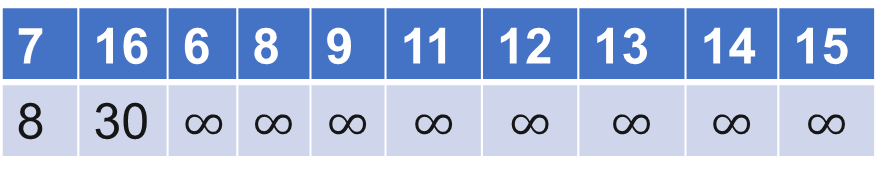 7 16 6 8 9 11 12 13 14 15
8 30 ∞ ∞ ∞ ∞ ∞ ∞ ∞ ∞